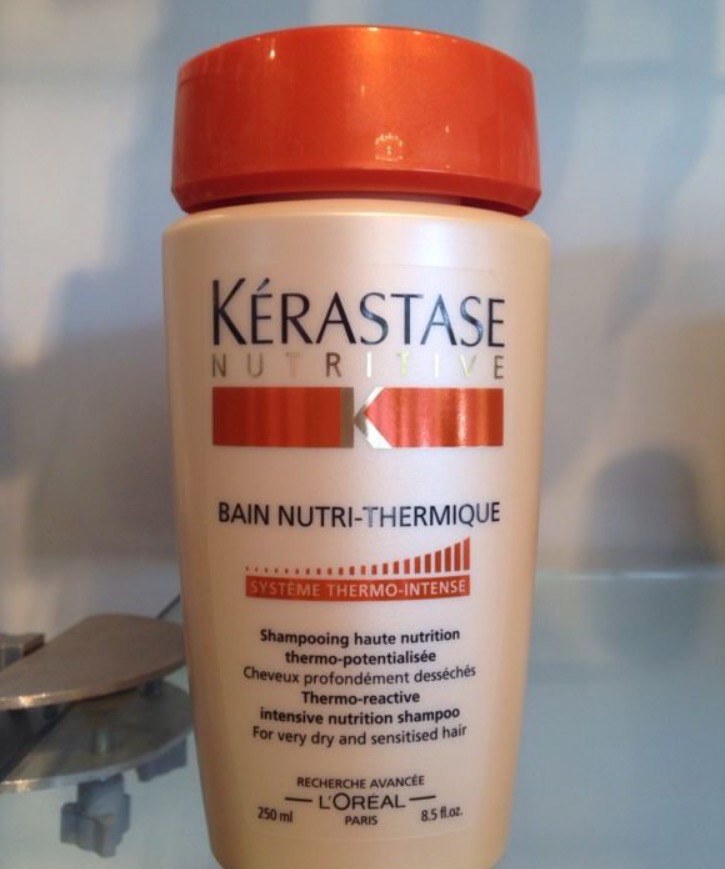 KÉRASTASE
NUTRITIVE
K
BAIN NUTRI-THERMIQUE
SYSTÈME THERMO-INTENSE
Shampooing haute nutrition
thermo-potentialisée
Cheveux profondément desséchés
Thermo-reactive
intensive nutrition shampoo
For very dry and sensitised hair
RECHERCHE AVANCÉE
L'ORÉAL
250 ml PARIS 8.5 fl.oz.